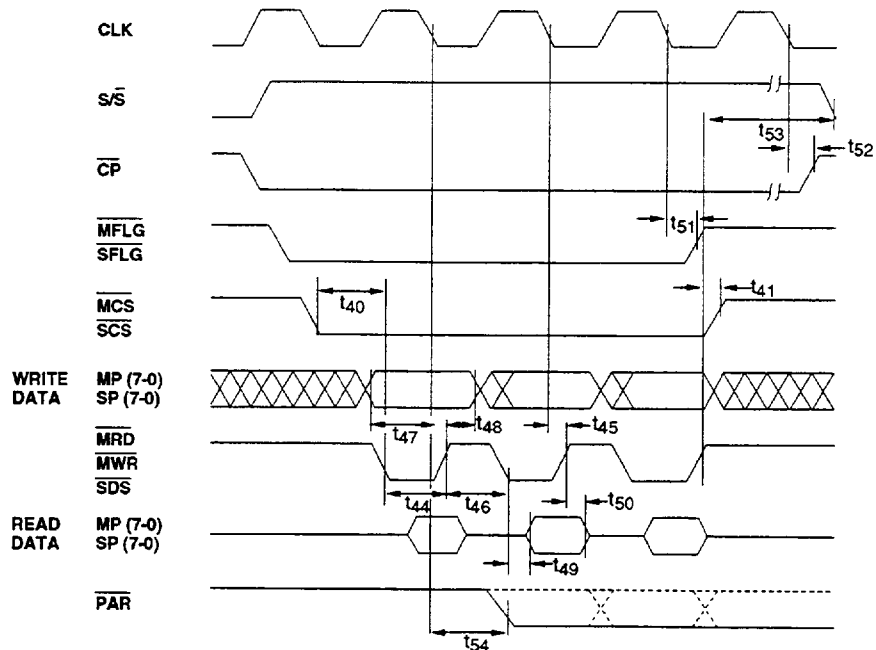 CLK
S/S̅
t53
t52
C̅P̅
M̅F̅L̅G̅
S̅F̅L̅G̅
t51
M̅C̅S̅
S̅C̅S̅
t40
t41
WRITE MP (7-0)
DATA SP (7-0)
t47
t48
t45
M̅R̅D̅
M̅W̅R̅
S̅D̅S̅
t44
t46
t50
READ MP (7-0)
DATA SP (7-0)
t49
P̅A̅R̅
t54